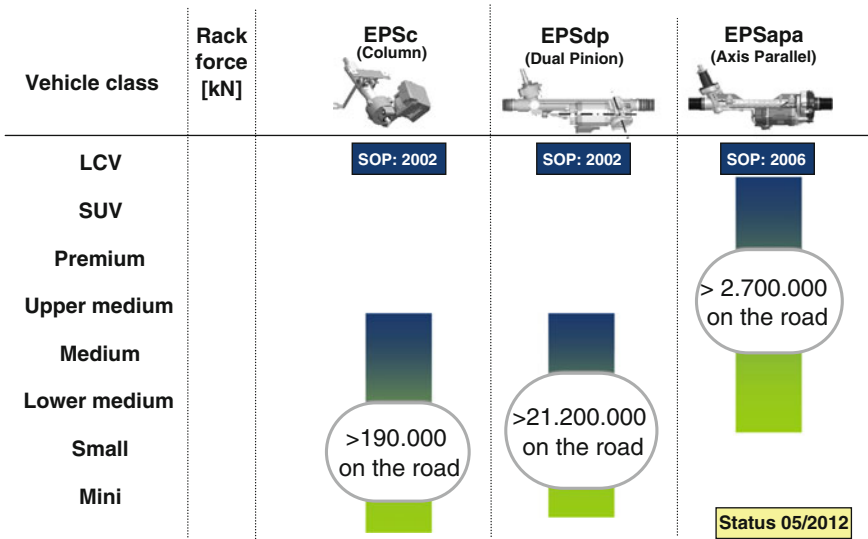 Vehicle class
Rack
force
[kN]
EPSc
(Column)
EPSdp
(Dual Pinion)
EPSapa
(Axis Parallel)
SOP: 2002
SOP: 2002
SOP: 2006
LCV
SUV
Premium
Upper medium
Medium
Lower medium
Small
Mini
>190.000
on the road
>21.200.000
on the road
> 2.700.000
on the road
Status 05/2012